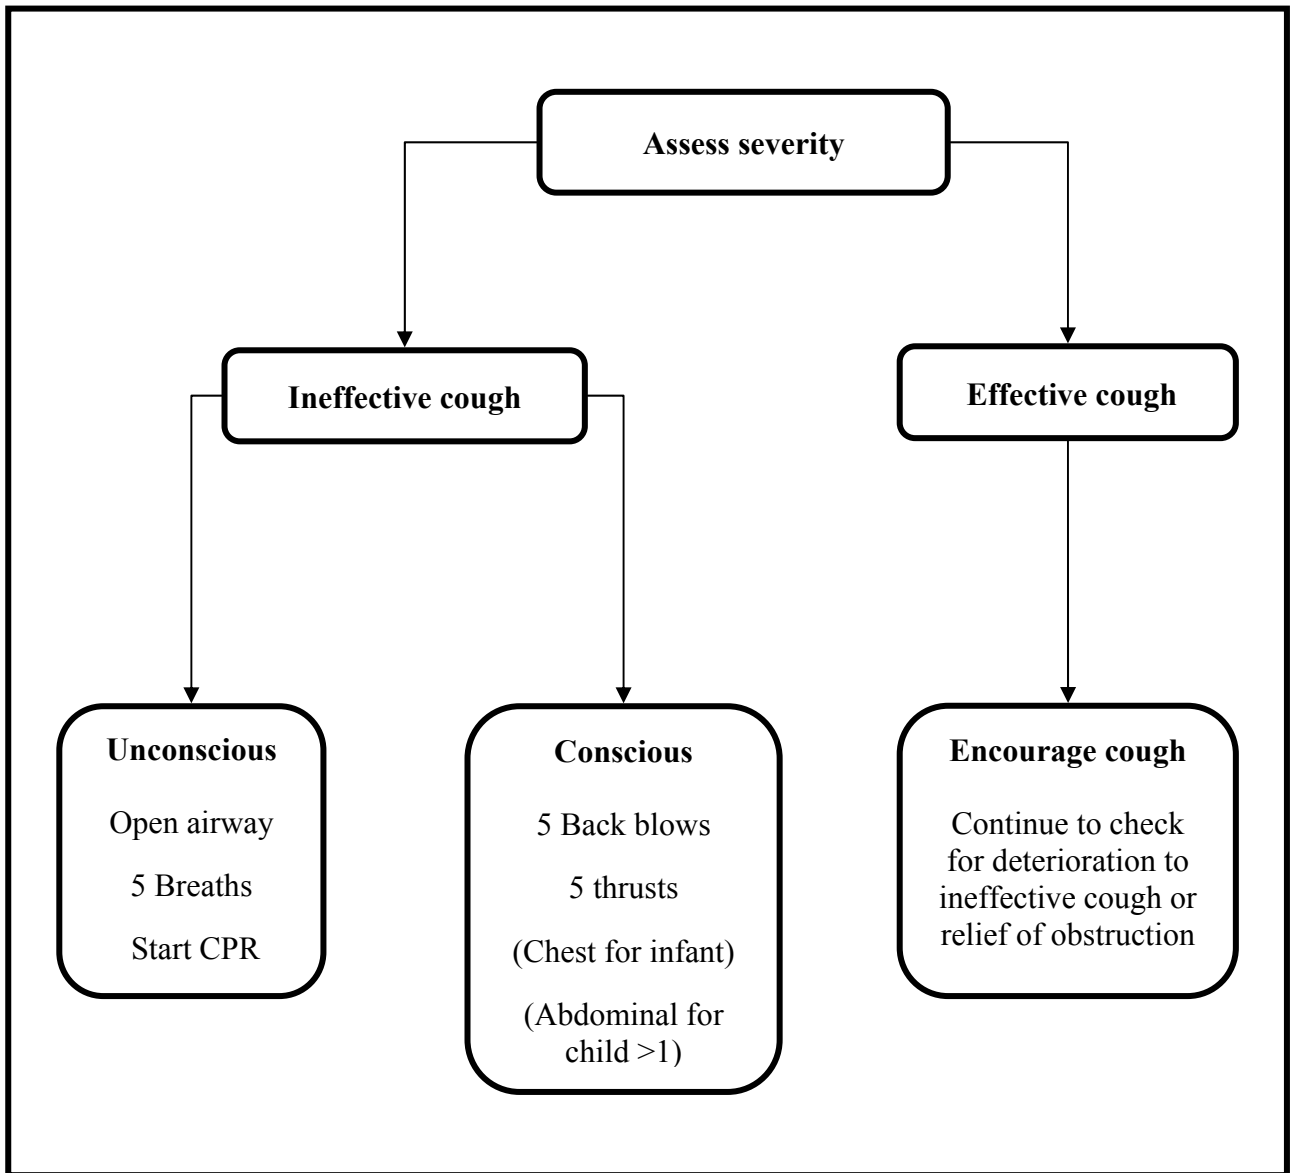 Assess severity
Ineffective cough
Effective cough
Unconscious
Open airway
5 Breaths
Start CPR
Conscious
5 Back blows
5 thrusts
(Chest for infant)
(Abdominal for
child >1)
Encourage cough
Continue to check
for deterioration to
ineffective cough or
relief of obstruction